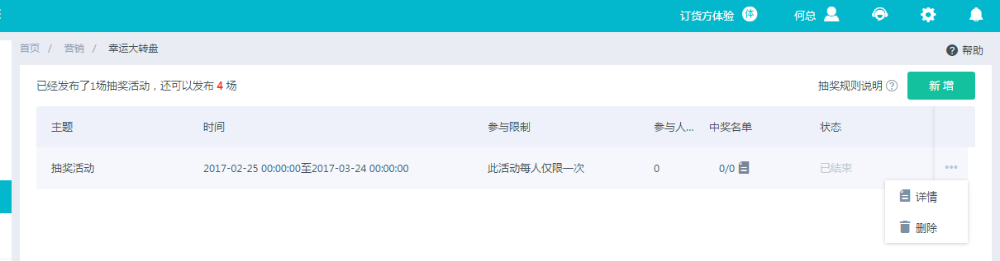 订货方体验 体 何总
首页 / 营销 / 幸运大转盘 ? 帮助
已经发布了1场抽奖活动，还可以发布 4 场 抽奖规则说明 ? 新增
主题 时间 参与限制 参与人... 中奖名单 状态
抽奖活动 2017-02-25 00:00:00至2017-03-24 00:00:00 此活动每人仅限一次 0 0/0 已结束 •••
详情
删除